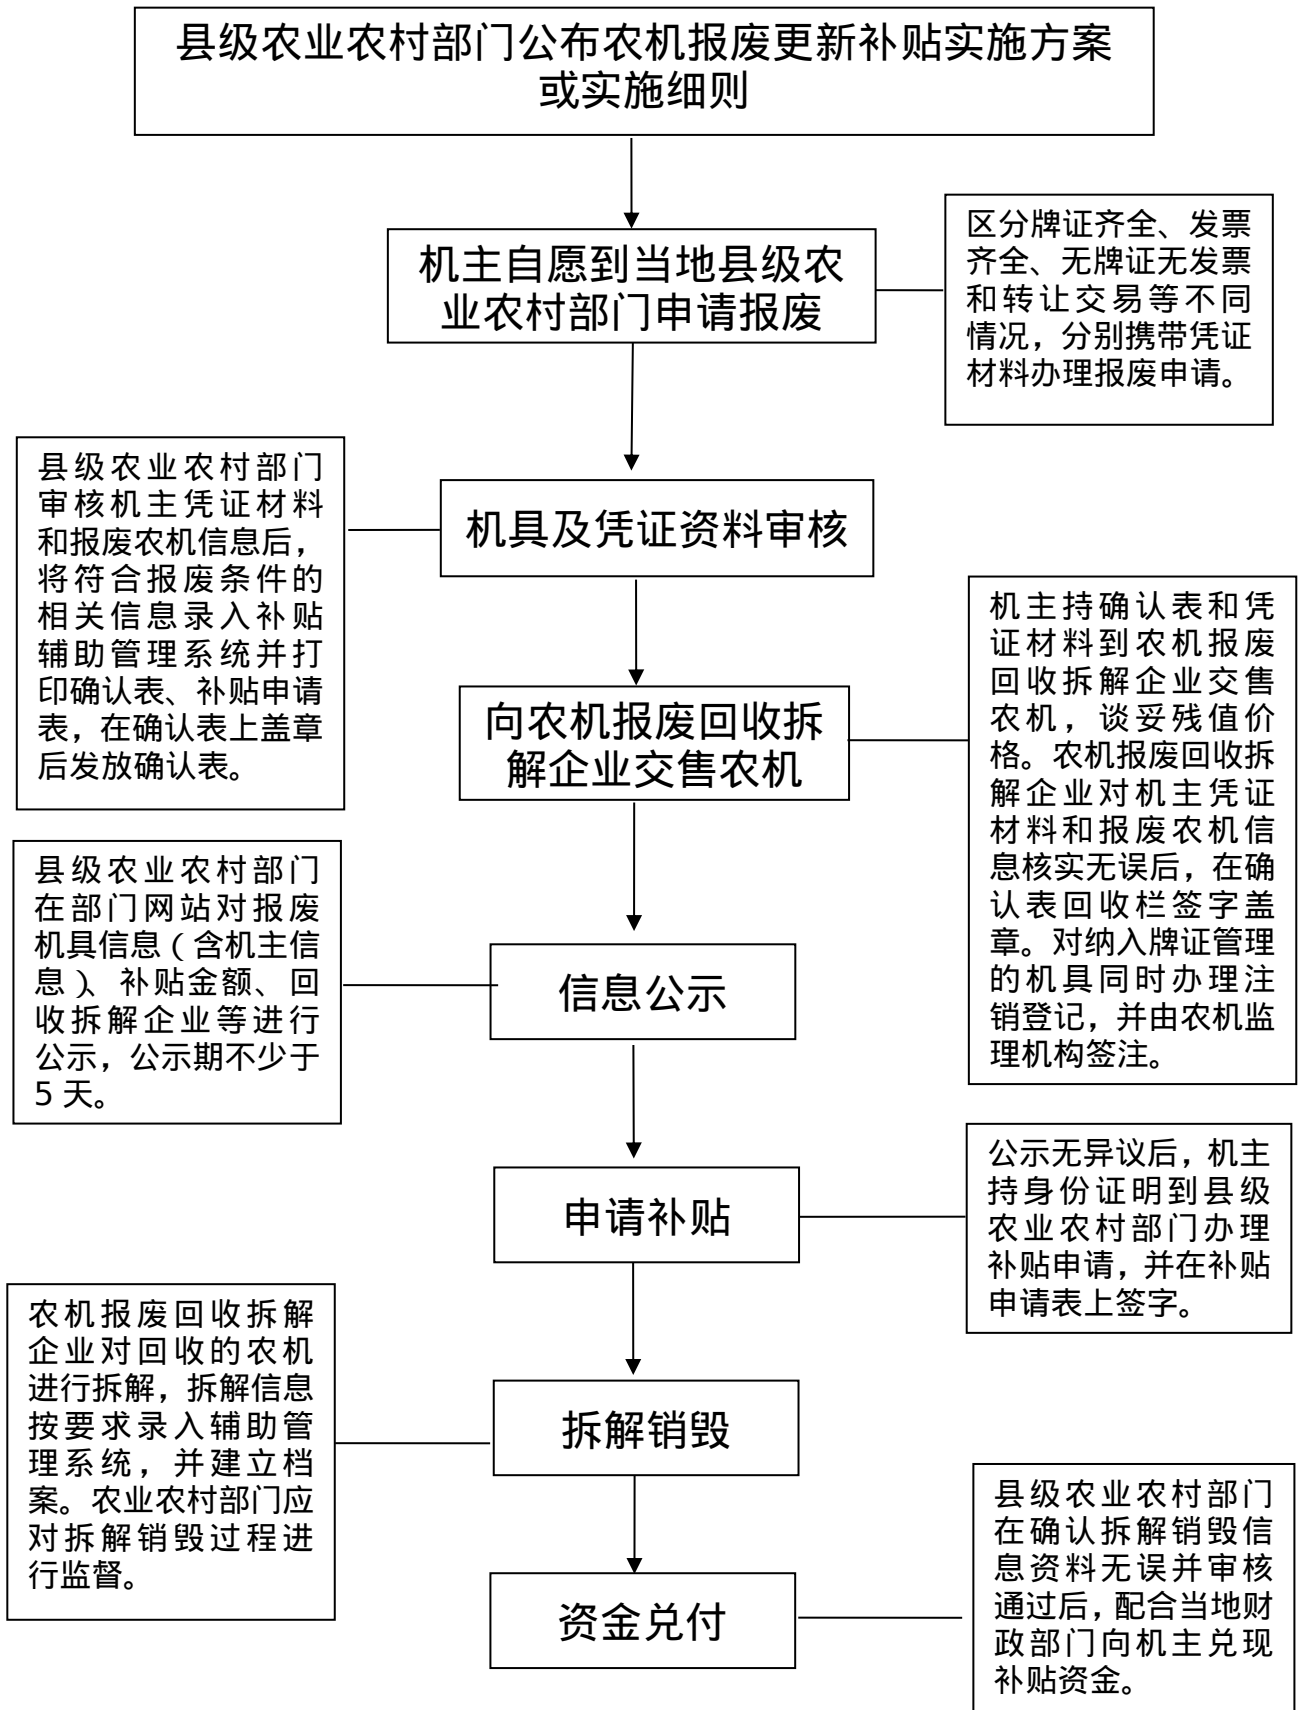 县级农业农村部门公布农机报废更新补贴实施方案
或实施细则
机主自愿到当地县级农
业农村部门申请报废
区分牌证齐全、发票
齐全、无牌证无发票
和转让交易等不同
情况，分别携带凭证
材料办理报废申请。
机具及凭证资料审核
县级农业农村部门
审核机主凭证材料
和报废农机信息后，
将符合报废条件的
相关信息录入补贴
辅助管理系统并打
印确认表、补贴申请
表，在确认表上盖章
后发放确认表。
向农机报废回收拆
解企业交售农机
机主持确认表和凭
证材料到农机报废
回收拆解企业交售
农机，谈妥残值价
格。农机报废回收拆
解企业对机主凭证
材料和报废农机信
息核实无误后，在确
认表回收栏签字盖
章。对纳入牌证管理
的机具同时办理注
销登记，并由农机监
理机构签注。
信息公示
县级农业农村部门
在部门网站对报废
机具信息（含机主信
息）、补贴金额、回
收拆解企业等进行
公示，公示期不少于
5 天。
申请补贴
公示无异议后，机主
持身份证明到县级
农业农村部门办理
补贴申请，并在补贴
申请表上签字。
拆解销毁
农机报废回收拆解
企业对回收的农机
进行拆解，拆解信息
按要求录入辅助管
理系统，并建立档
案。农业农村部门应
对拆解销毁过程进
行监督。
资金兑付
县级农业农村部门
在确认拆解销毁信
息资料无误并审核
通过后，配合当地财
政部门向机主兑现
补贴资金。